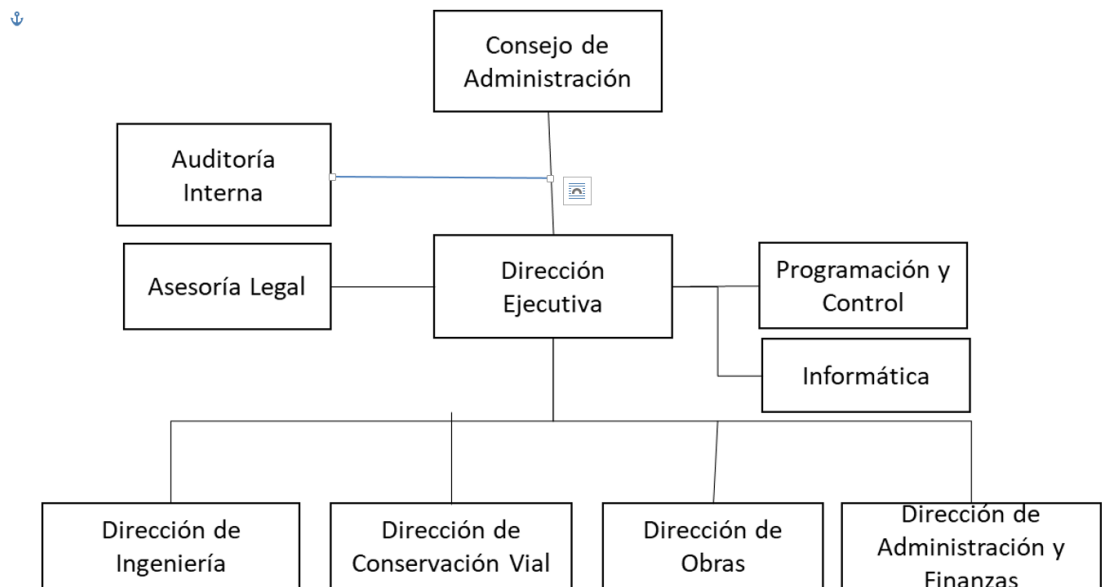 Consejo de
Administración
Auditoría
Interna
Asesoría Legal
Dirección
Ejecutiva
Programación y
Control
Informática
Dirección de
Ingeniería
Dirección de
Conservación Vial
Dirección de
Obras
Dirección de
Administración y
Finanzas